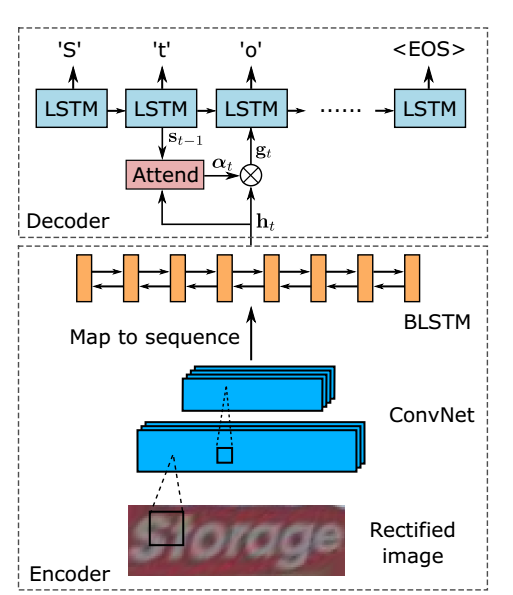 'S' 't' 'o' <EOS>
LSTM LSTM LSTM ...... LSTM
s_{t-1}
g_t
α_t
Attend
h_t
Decoder
BLSTM
Map to sequence
ConvNet
Storage
Rectified
image
Encoder